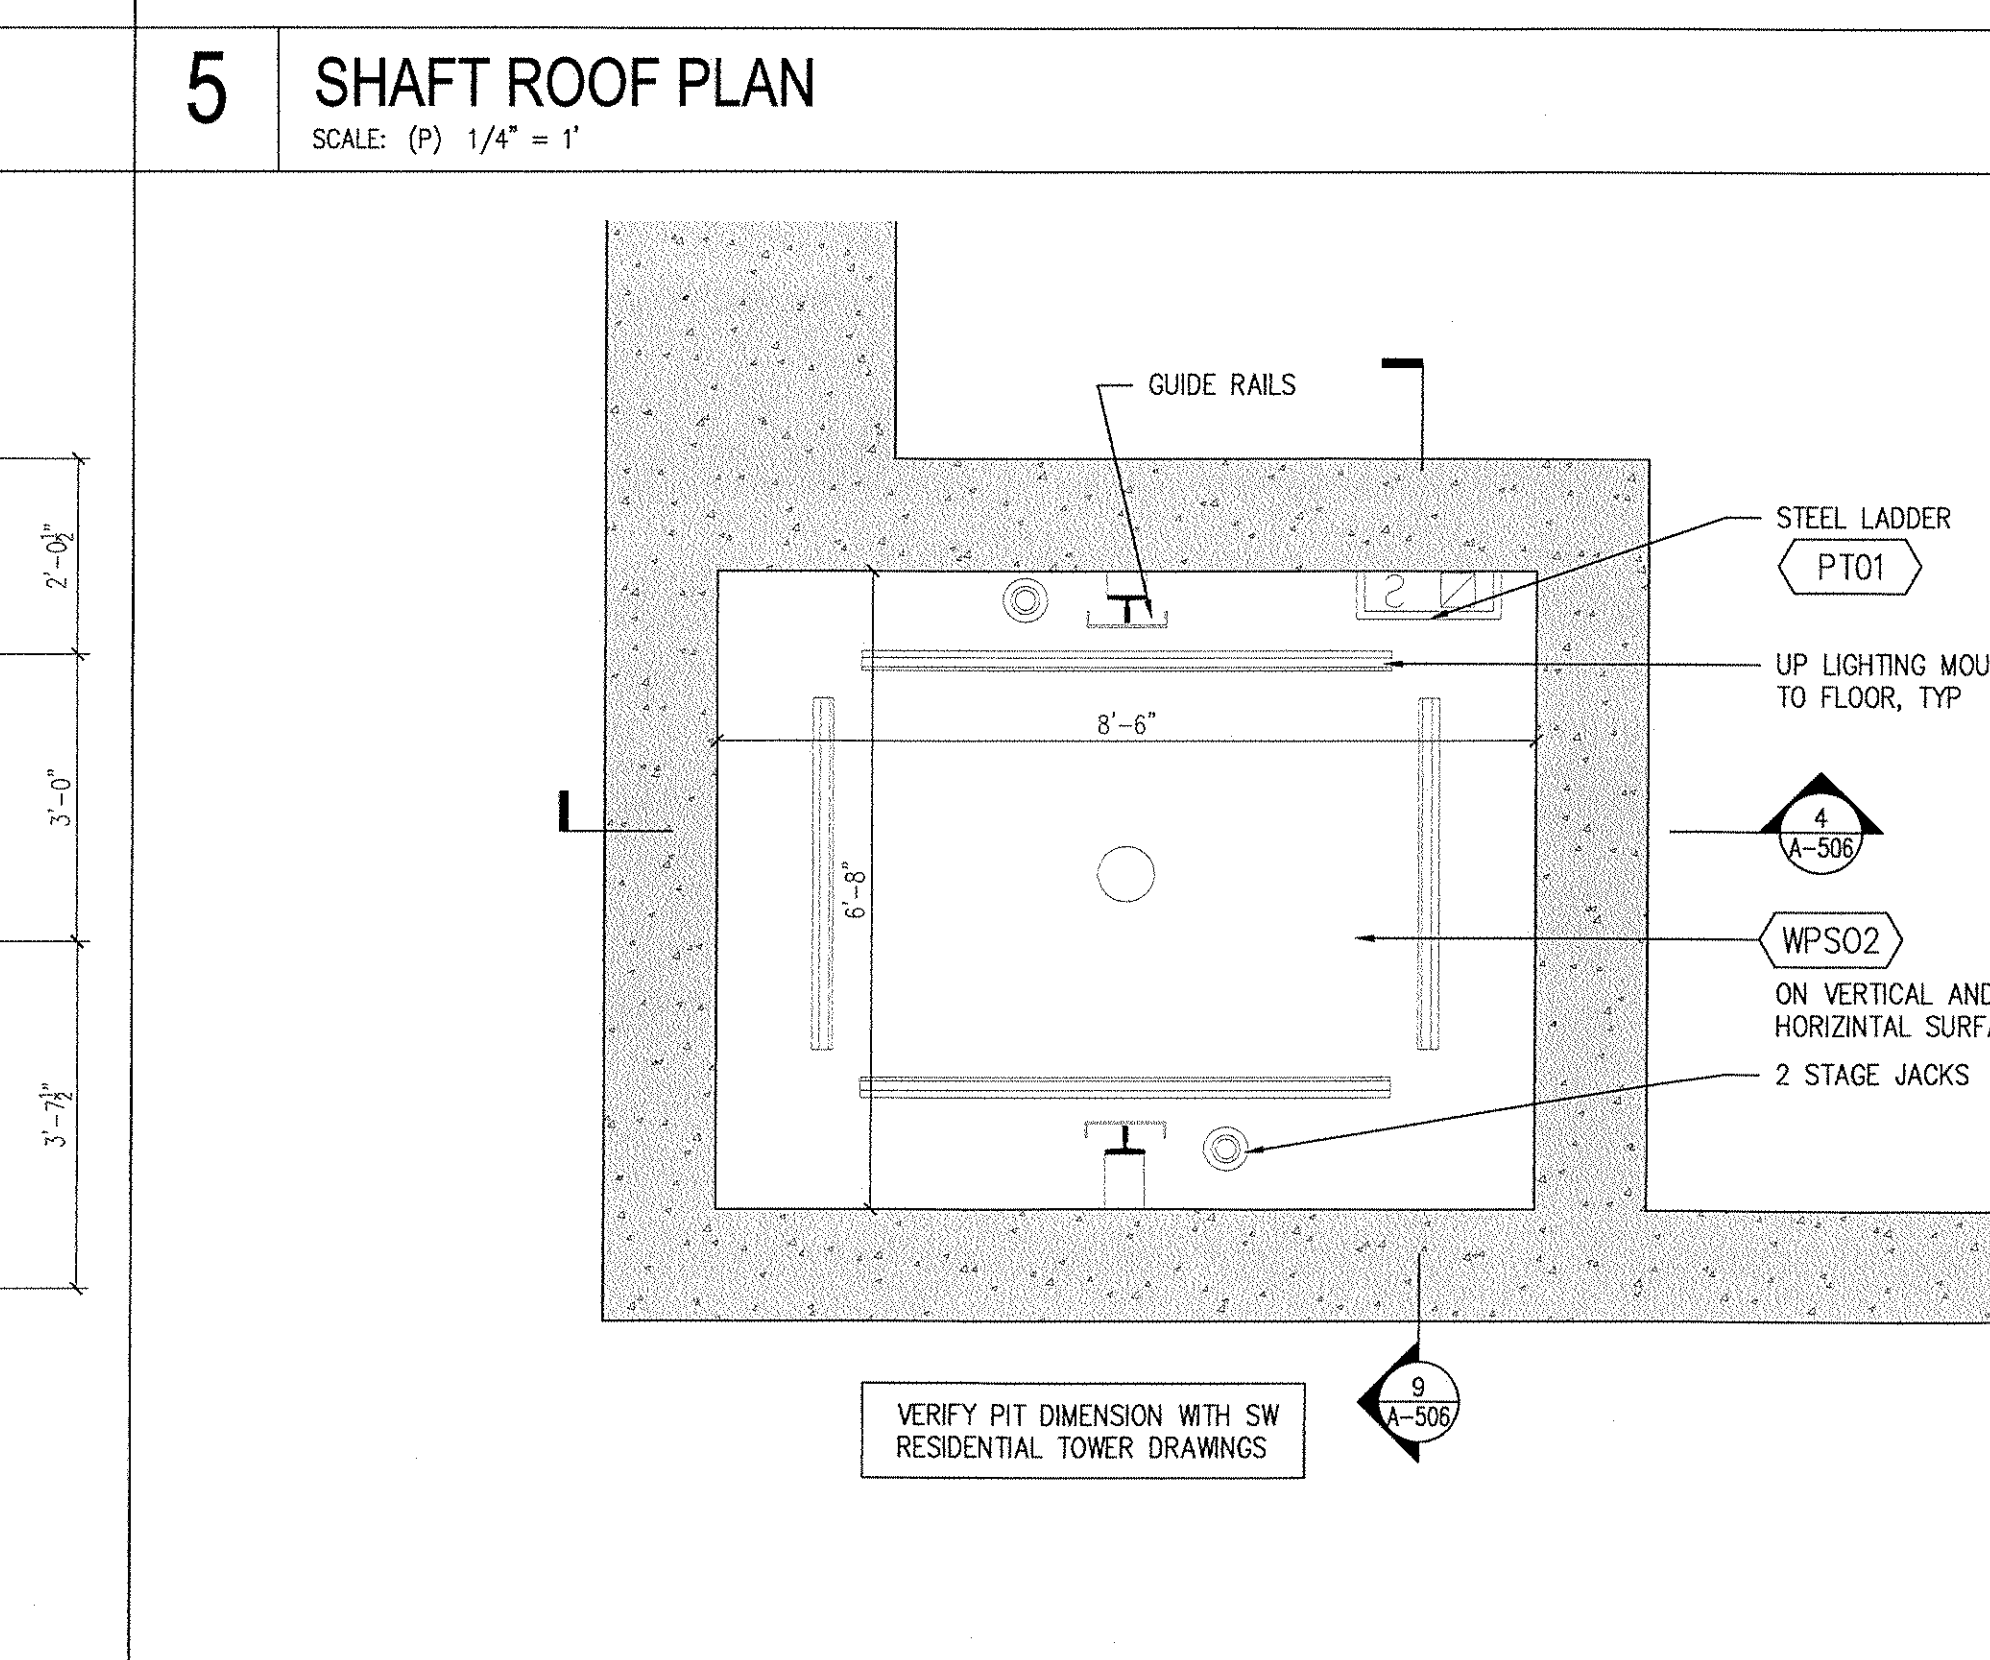 5
SHAFT ROOF PLAN
SCALE: (P) 1/4" = 1'
GUIDE RAILS
STEEL LADDER
PT01
UP LIGHTING MOU
TO FLOOR, TYP
8'-6"
6'-8"
4
A-506
WPS02
ON VERTICAL AND
HORIZINTAL SURFA
2 STAGE JACKS
9
A-506
VERIFY PIT DIMENSION WITH SW
RESIDENTIAL TOWER DRAWINGS
2'-0½"
3'-0"
3'-7½"